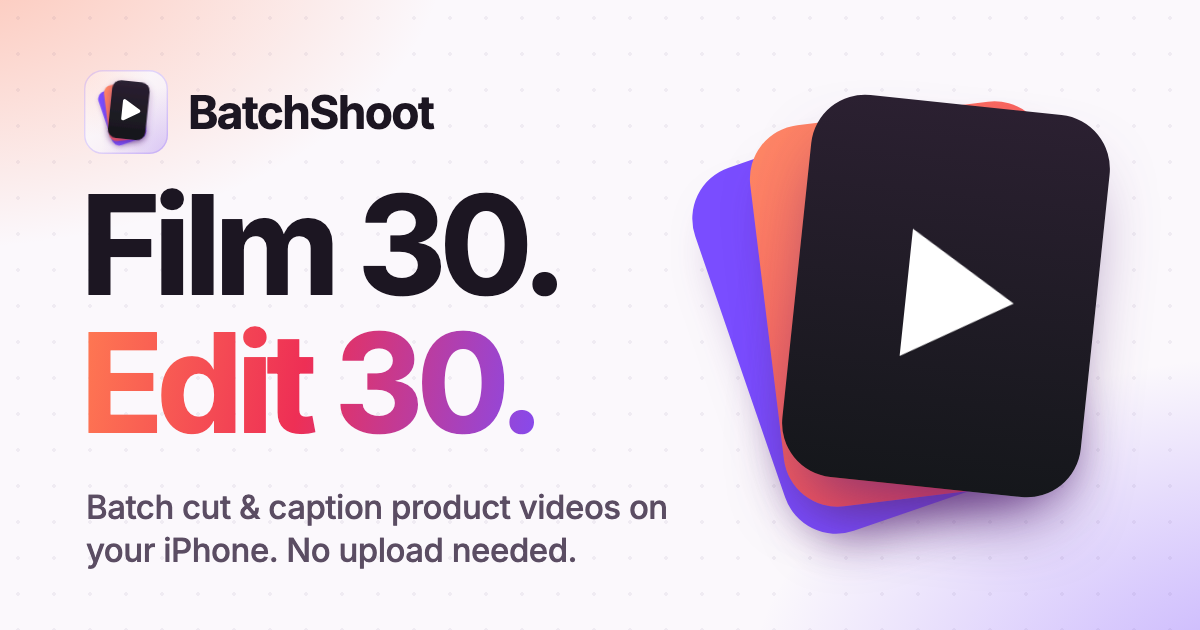 BatchShoot
Film 30.
Edit 30.
Batch cut & caption product videos on
your iPhone. No upload needed.